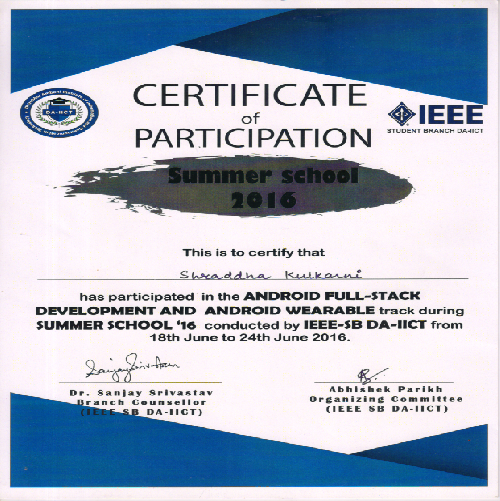 CERTIFICATE
of
PARTICIPATION
DA-IICT
IEEE
STUDENT BRANCH DA-IICT
Summer school
2016
This is to certify that
Shraddha Kulkarni
has participated in the ANDROID FULL-STACK
DEVELOPMENT AND ANDROID WEARABLE track during
SUMMER SCHOOL '16 conducted by IEEE-SB DA-IICT from
18th June to 24th June 2016.
Dr. Sanjay Srivastav
Branch Counsellor
(IEEE SB DA-IICT)
Abhishek Parikh
Organizing Committee
(IEEE SB DA-IICT)